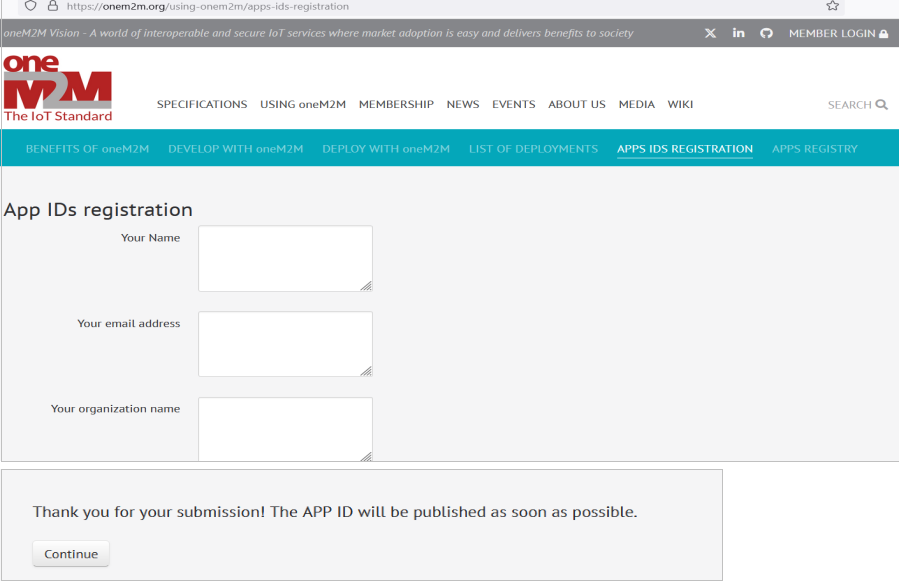 https://onem2m.org/using-onem2m/apps-ids-registration
oneM2M Vision - A world of interoperable and secure IoT services where market adoption is easy and delivers benefits to society
MEMBER LOGIN
one
M2M
The IoT Standard
SPECIFICATIONS USING oneM2M MEMBERSHIP NEWS EVENTS ABOUT US MEDIA WIKI SEARCH
BENEFITS OF oneM2M DEVELOP WITH oneM2M DEPLOY WITH oneM2M LIST OF DEPLOYMENTS APPS IDS REGISTRATION APPS REGISTRY
App IDs registration
Your Name
Your email address
Your organization name
Thank you for your submission! The APP ID will be published as soon as possible.
Continue